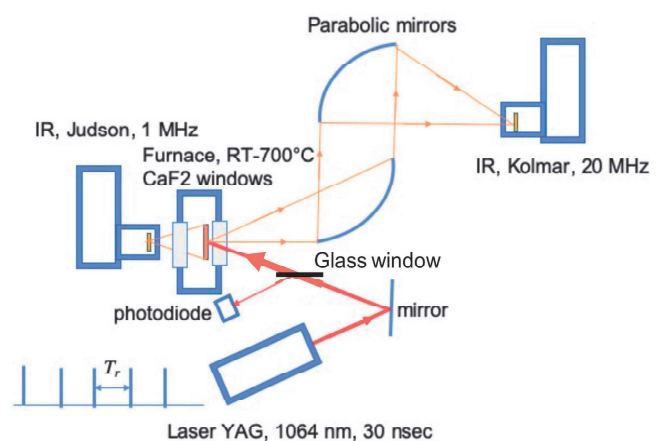 Parabolic mirrors
IR, Judson, 1 MHz
Furnace, RT-700°C
CaF2 windows
IR, Kolmar, 20 MHz
Glass window
photodiode
mirror
T_r
Laser YAG, 1064 nm, 30 nsec